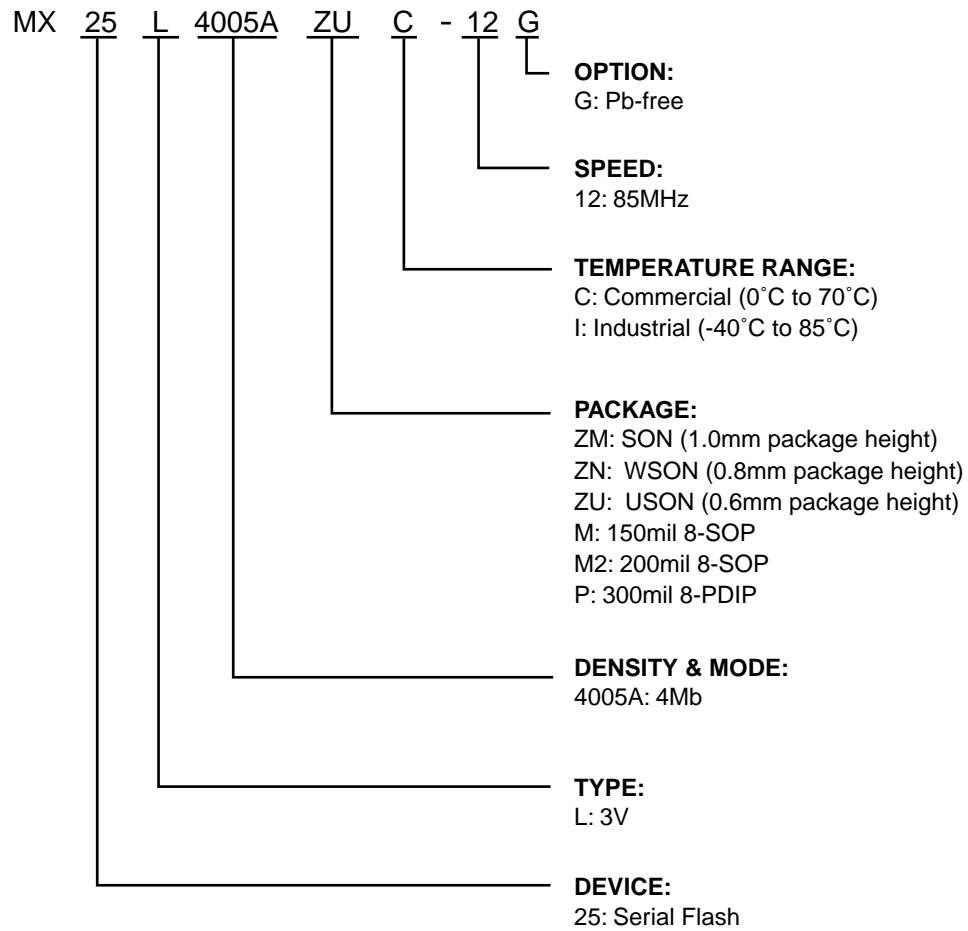 MX 25 L 4005A ZU C - 12 G
OPTION:
G: Pb-free
SPEED:
12: 85MHz
TEMPERATURE RANGE:
C: Commercial (0˚C to 70˚C)
I: Industrial (-40˚C to 85˚C)
PACKAGE:
ZM: SON (1.0mm package height)
ZN: WSON (0.8mm package height)
ZU: USON (0.6mm package height)
M: 150mil 8-SOP
M2: 200mil 8-SOP
P: 300mil 8-PDIP
DENSITY & MODE:
4005A: 4Mb
TYPE:
L: 3V
DEVICE:
25: Serial Flash